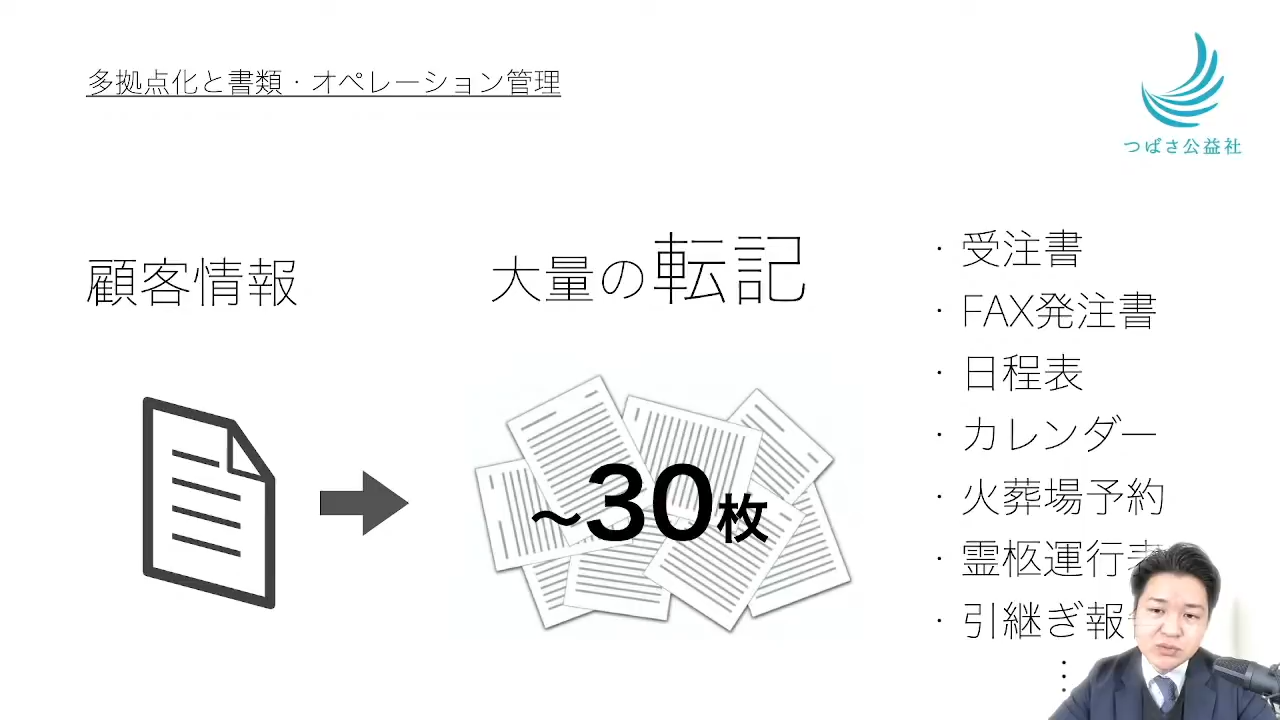 多拠点化と書類・オペレーション管理
つばさ公益社
顧客情報
大量の転記
～30枚
・受注書
・FAX発注書
・日程表
・カレンダー
・火葬場予約
・霊柩運行表
・引継ぎ報
⋮